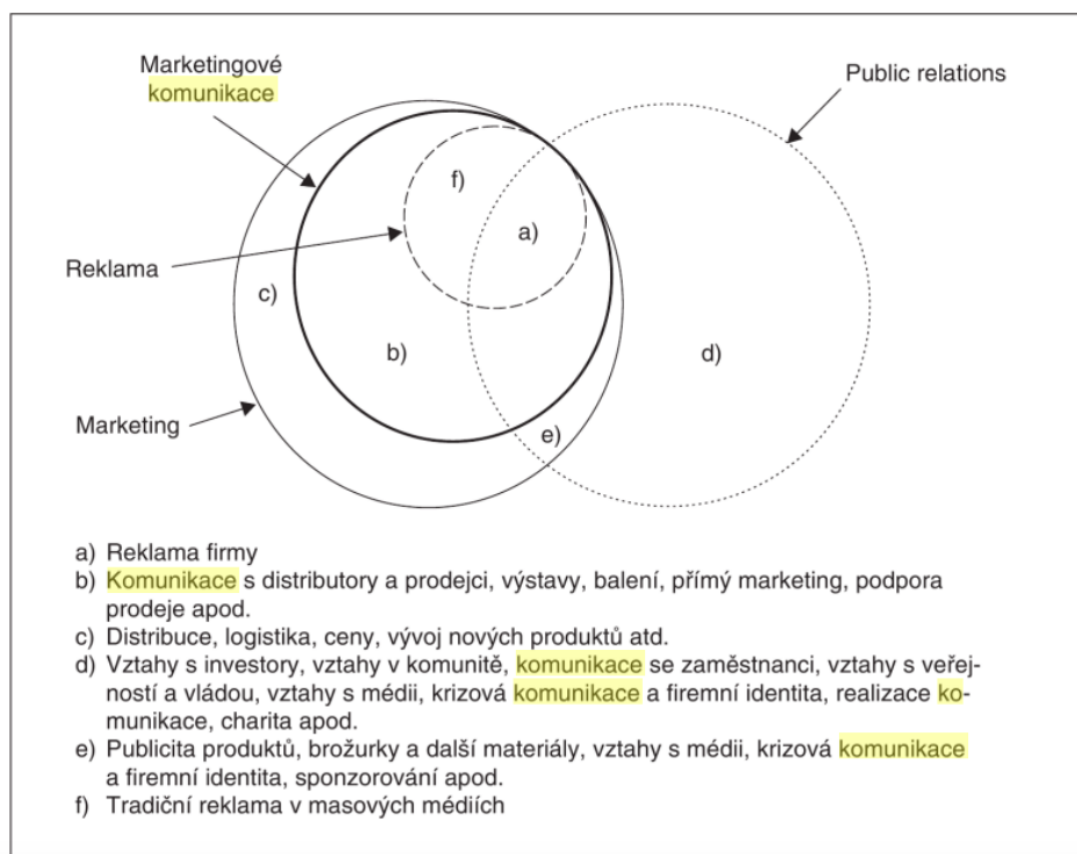 Marketingové
komunikace
Public relations
f)
a)
Reklama
c)
b)
d)
Marketing
e)
a) Reklama firmy
b) Komunikace s distributory a prodejci, výstavy, balení, přímý marketing, podpora
prodeje apod.
c) Distribuce, logistika, ceny, vývoj nových produktů atd.
d) Vztahy s investory, vztahy v komunitě, komunikace se zaměstnanci, vztahy s veřej-
ností a vládou, vztahy s médii, krizová komunikace a firemní identita, realizace ko-
munikace, charita apod.
e) Publicita produktů, brožurky a další materiály, vztahy s médii, krizová komunikace
a firemní identita, sponzorování apod.
f) Tradiční reklama v masových médiích